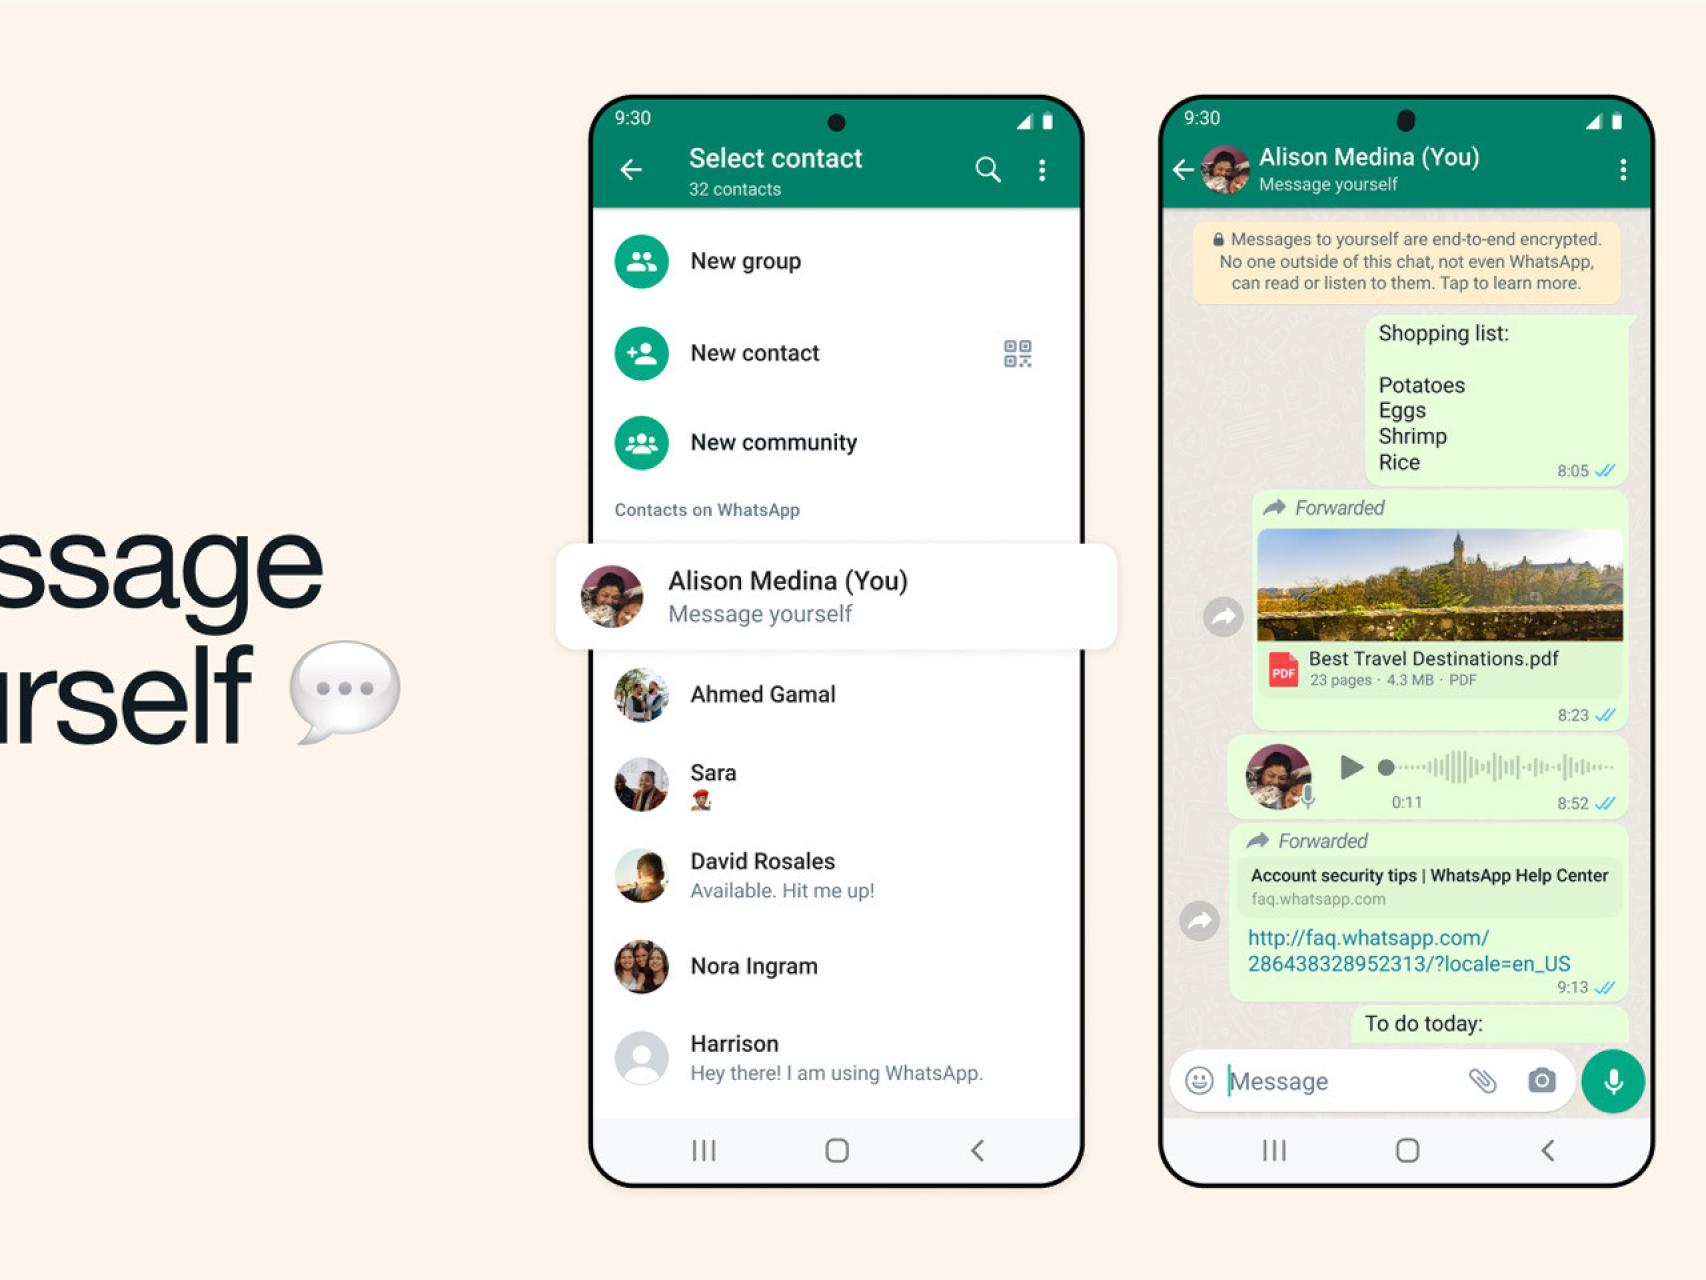 ssage
urself
9:30
Select contact
32 contacts
New group
New contact
New community
Contacts on WhatsApp
Alison Medina (You)
Message yourself
Ahmed Gamal
Sara
David Rosales
Available. Hit me up!
Nora Ingram
Harrison
Hey there! I am using WhatsApp.
9:30
Alison Medina (You)
Message yourself
Messages to yourself are end-to-end encrypted.
No one outside of this chat, not even WhatsApp,
can read or listen to them. Tap to learn more.
Shopping list:
Potatoes
Eggs
Shrimp
Rice
8:05
Forwarded
PDF
Best Travel Destinations.pdf
23 pages · 4.3 MB · PDF
8:23
0:11
8:52
Forwarded
Account security tips | WhatsApp Help Center
faq.whatsapp.com
http://faq.whatsapp.com/
286438328952313/?locale=en_US
9:13
To do today:
Message